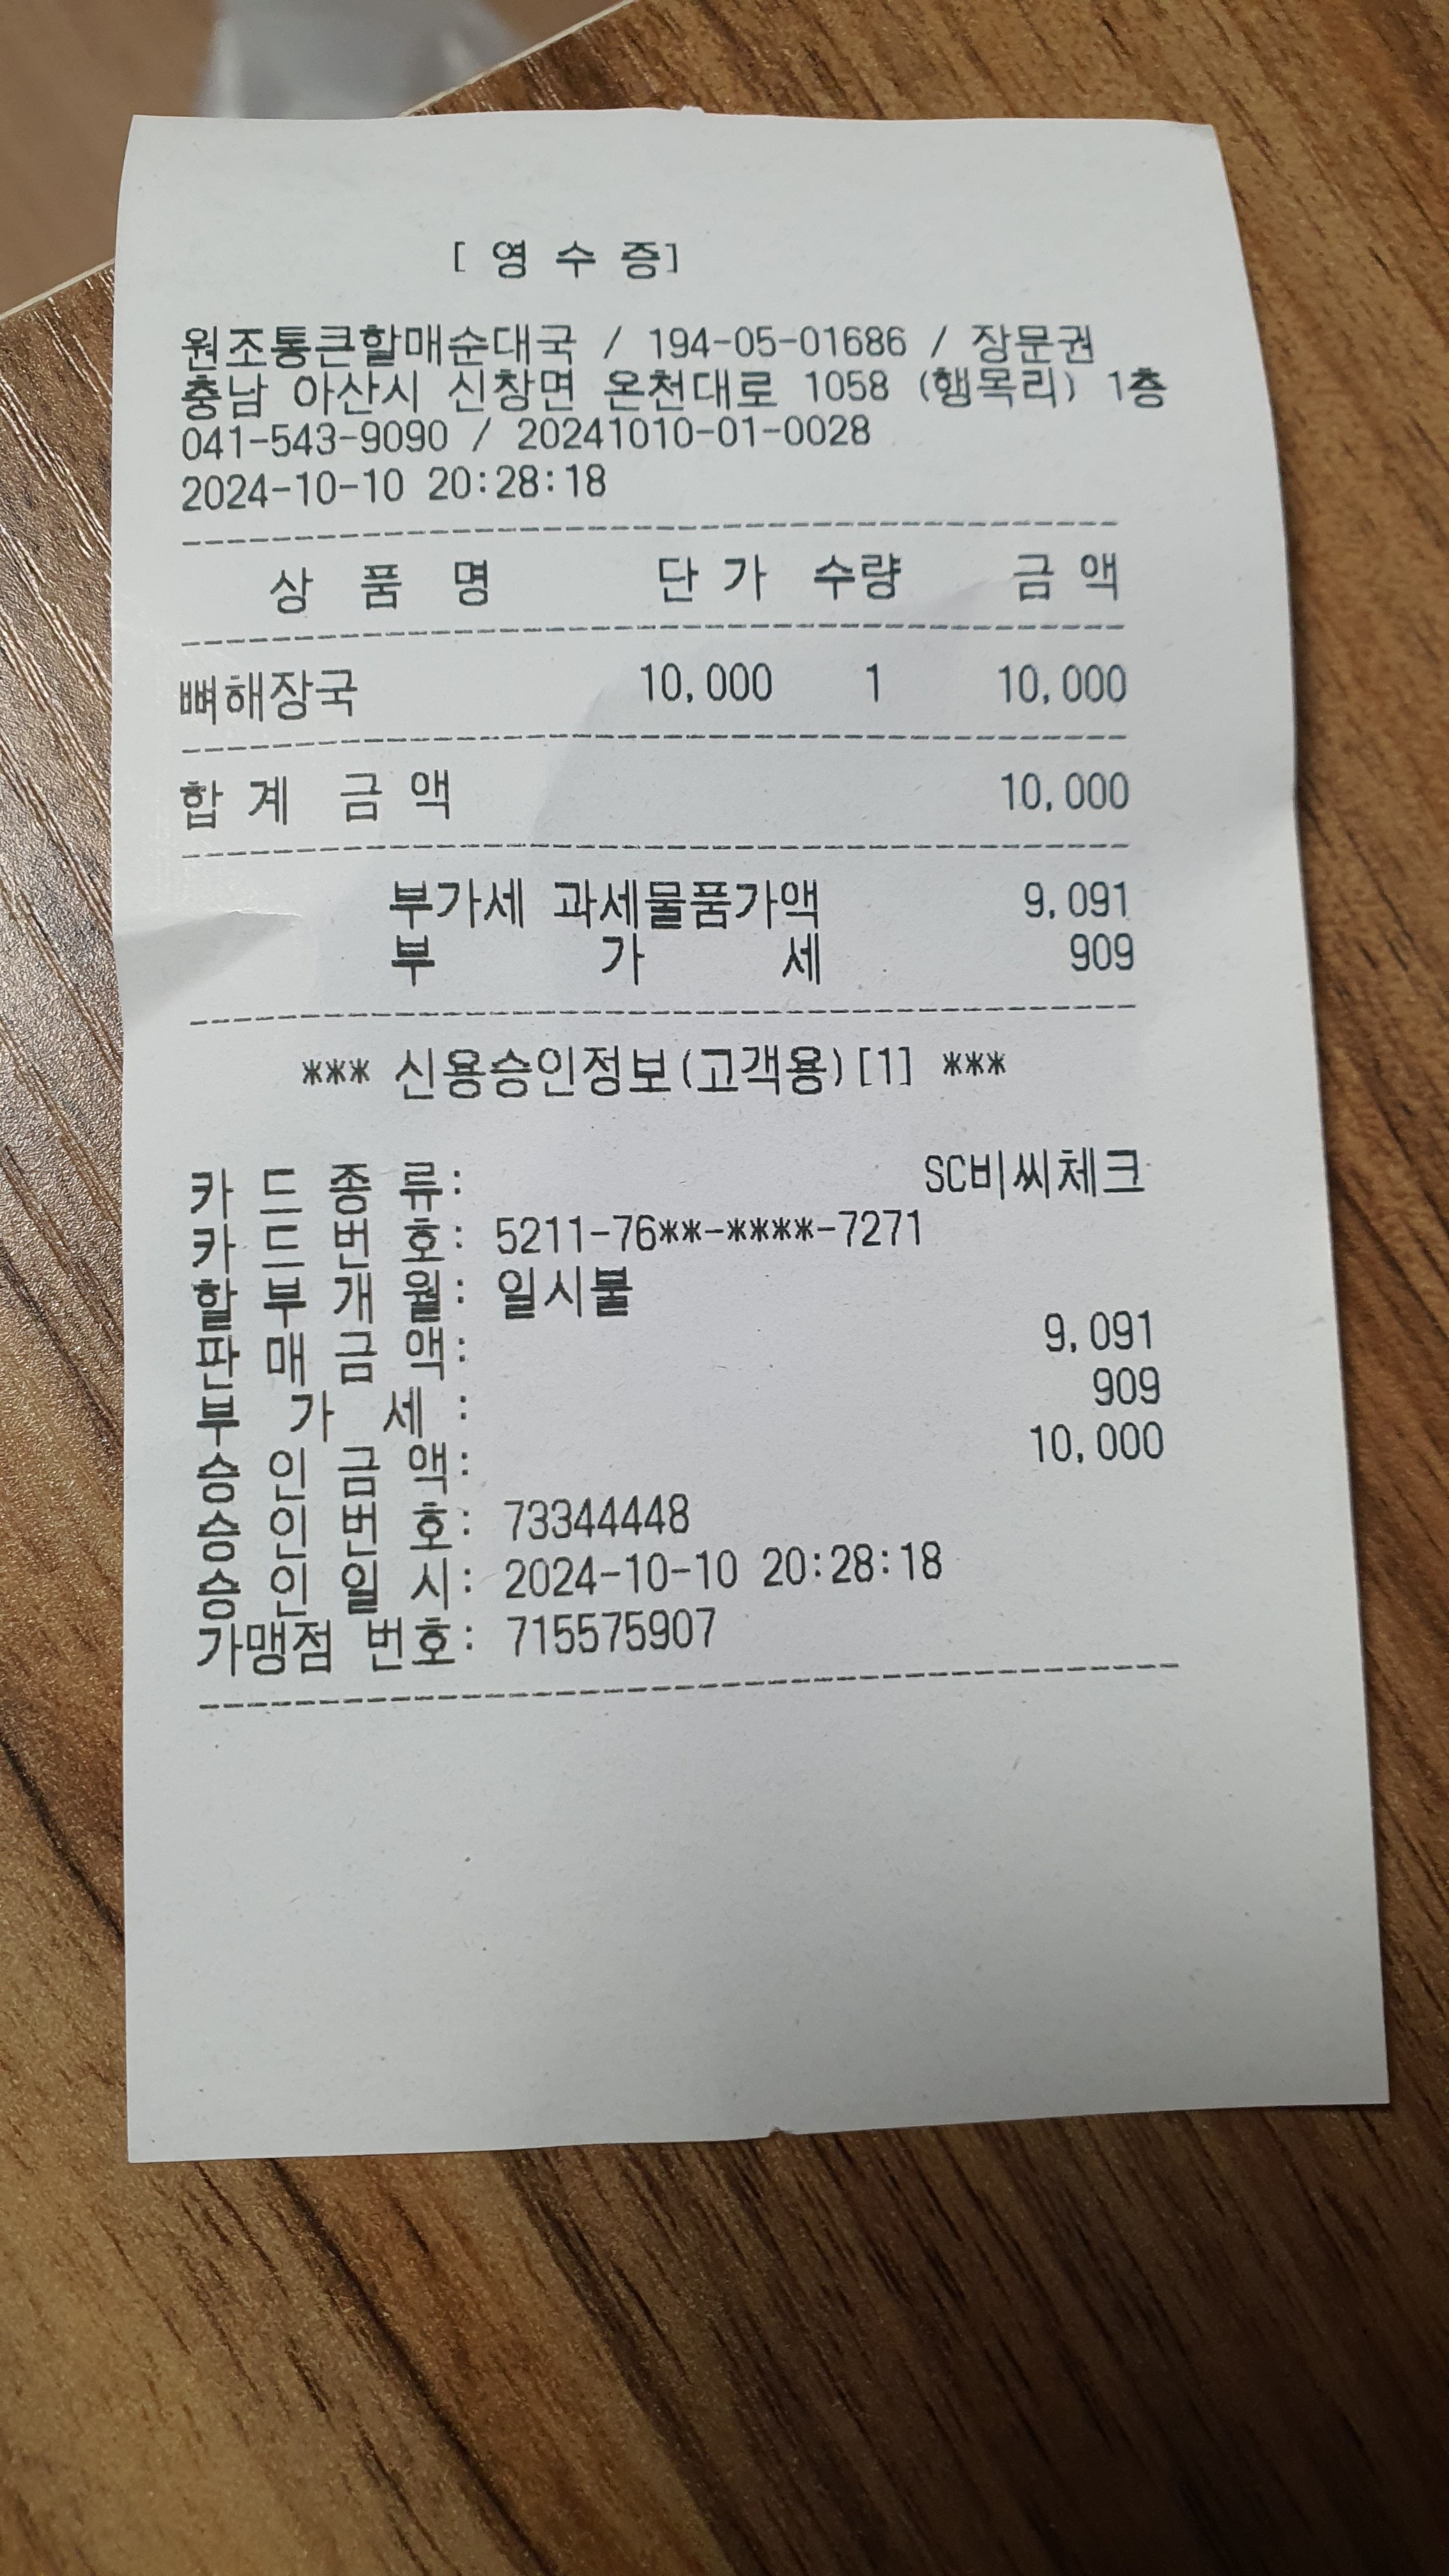 [ 영 수 증]
원조통큰할매순대국 / 194-05-01686 / 장문권
충남 아산시 신창면 온천대로 1058 (행목리) 1층
041-543-9090 / 20241010-01-0028
2024-10-10 20:28:18
상 품 명 단 가 수량 금 액
뼈해장국 10,000 1 10,000
합 계 금 액 10,000
부가세 과세물품가액 9,091
부 가 세 909
*** 신용승인정보(고객용)[1] ***
카 드 종 류: SC비씨체크
카 드 번 호: 5211-76**-****-7271
할 부 개 월: 일시불
판 매 금 액: 9,091
부 가 세 : 909
승 인 금 액: 10,000
승 인 번 호: 73344448
승 인 일 시: 2024-10-10 20:28:18
가맹점 번호: 715575907